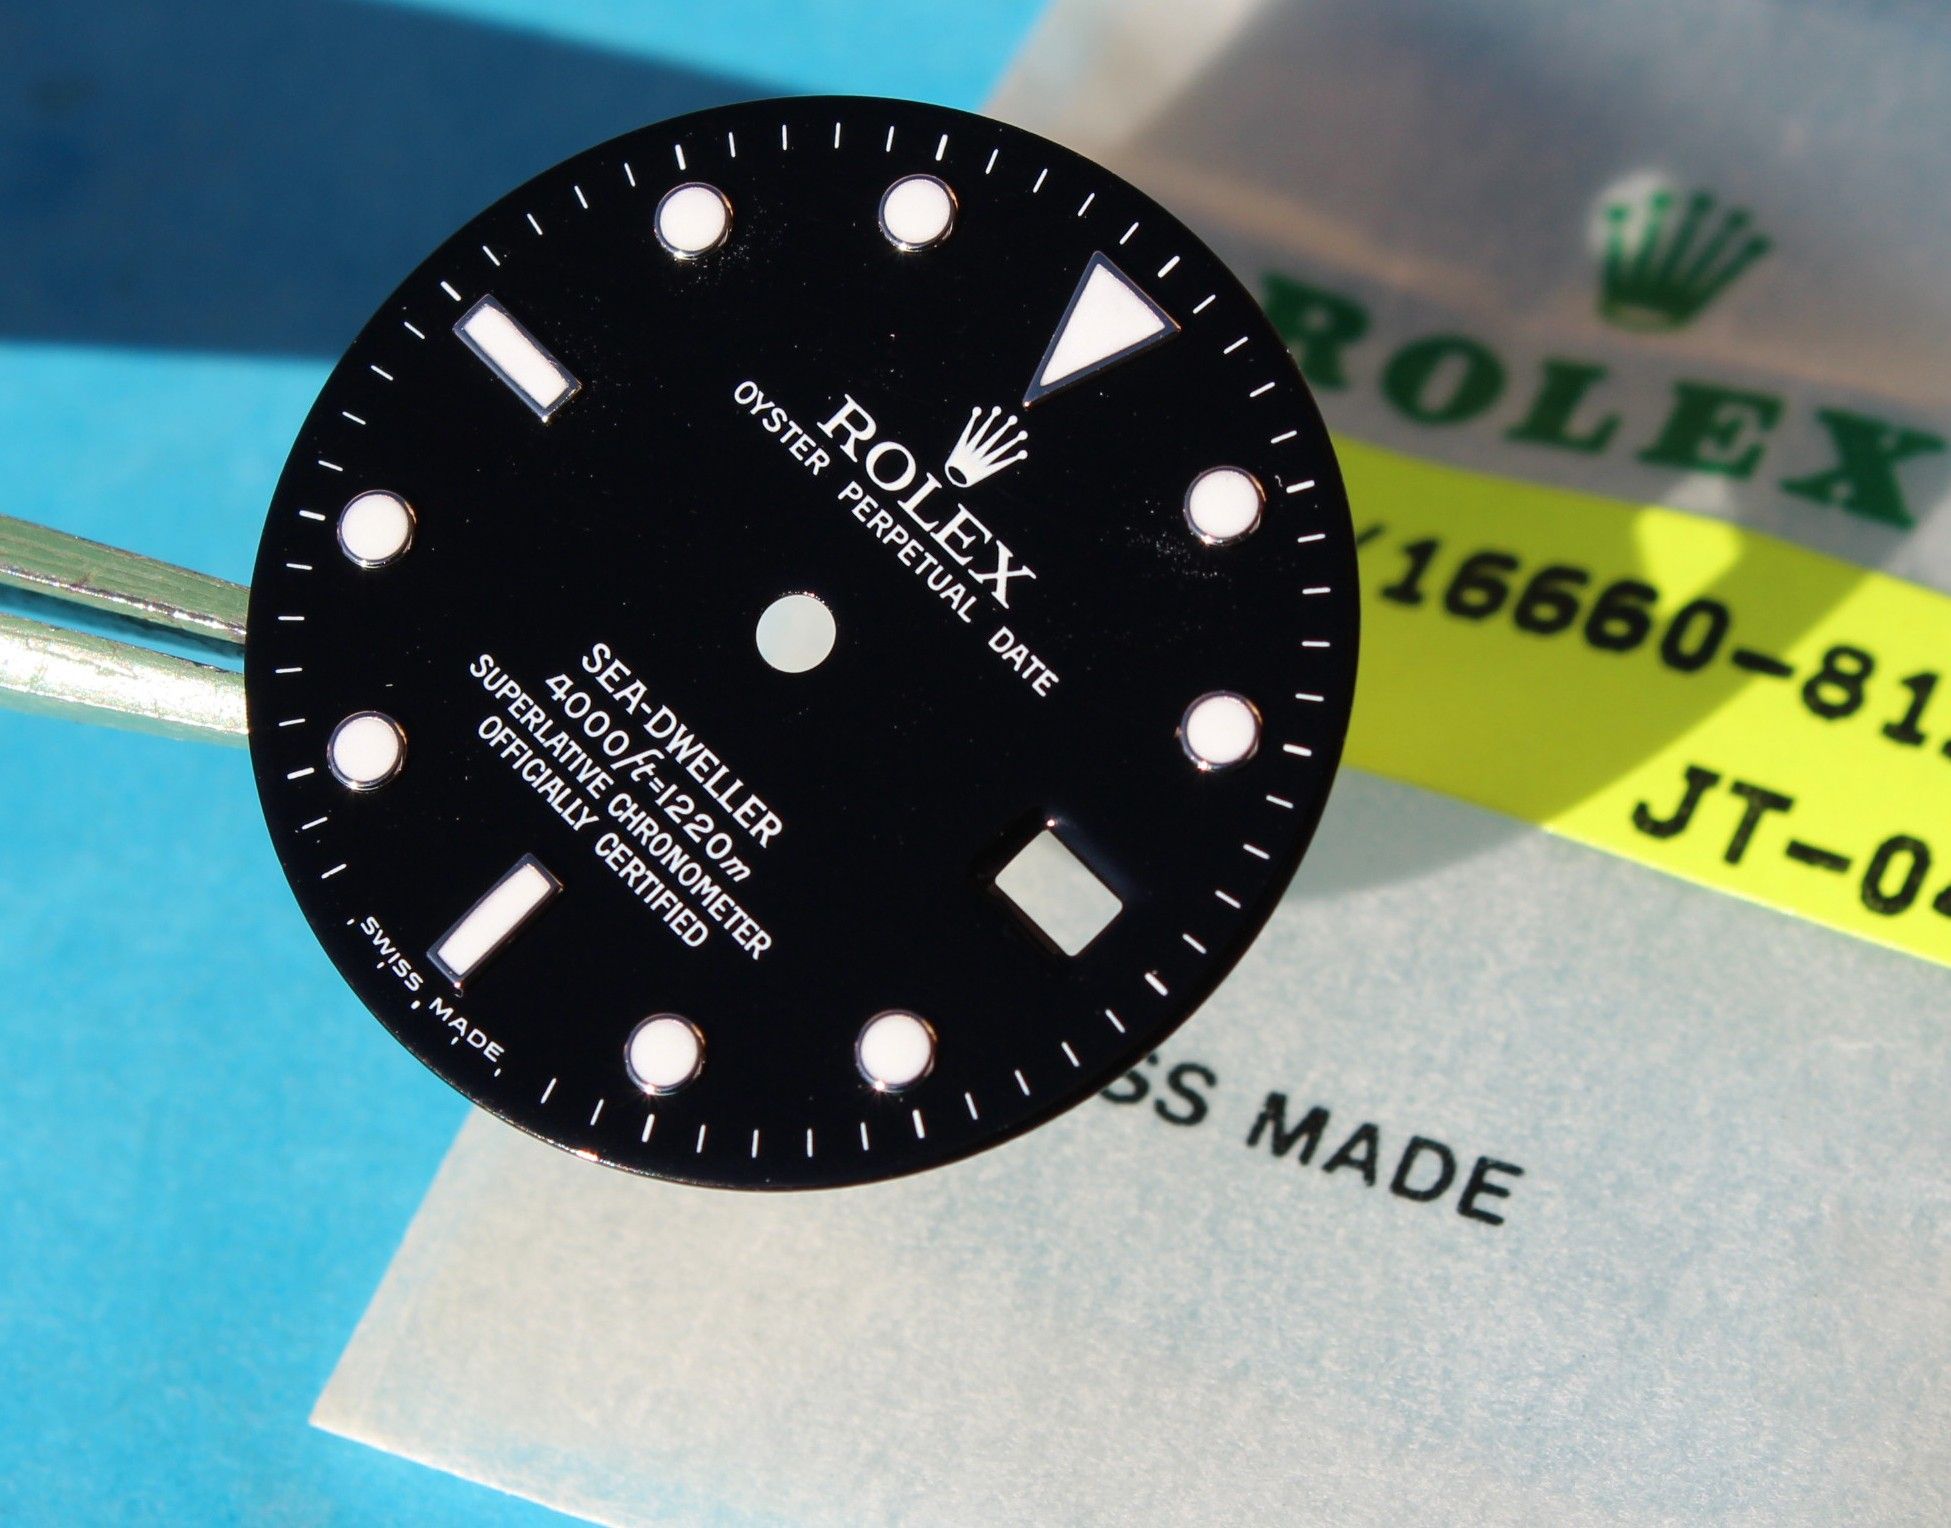 ROLEX
OYSTER PERPETUAL DATE
SEA-DWELLER
4000ft=1220m
SUPERLATIVE CHRONOMETER
OFFICIALLY CERTIFIED
SWISS MADE
ROLEX
/16660-81
JT-04
SS MADE